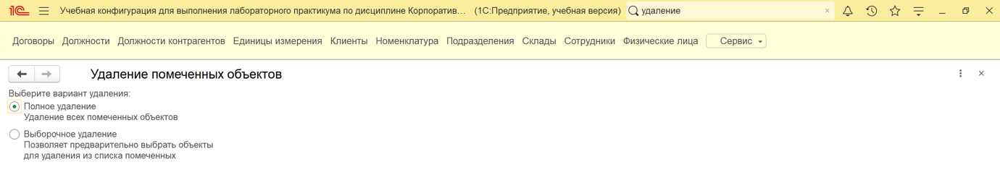 1С Учебная конфигурация для выполнения лабораторного практикума по дисциплине Корпоратив... (1С:Предприятие, учебная версия) удаление
Договоры Должности Должности контрагентов Единицы измерения Клиенты Номенклатура Подразделения Склады Сотрудники Физические лица Сервис
Удаление помеченных объектов
Выберите вариант удаления:
Полное удаление
Удаление всех помеченных объектов
Выборочное удаление
Позволяет предварительно выбрать объекты
для удаления из списка помеченных